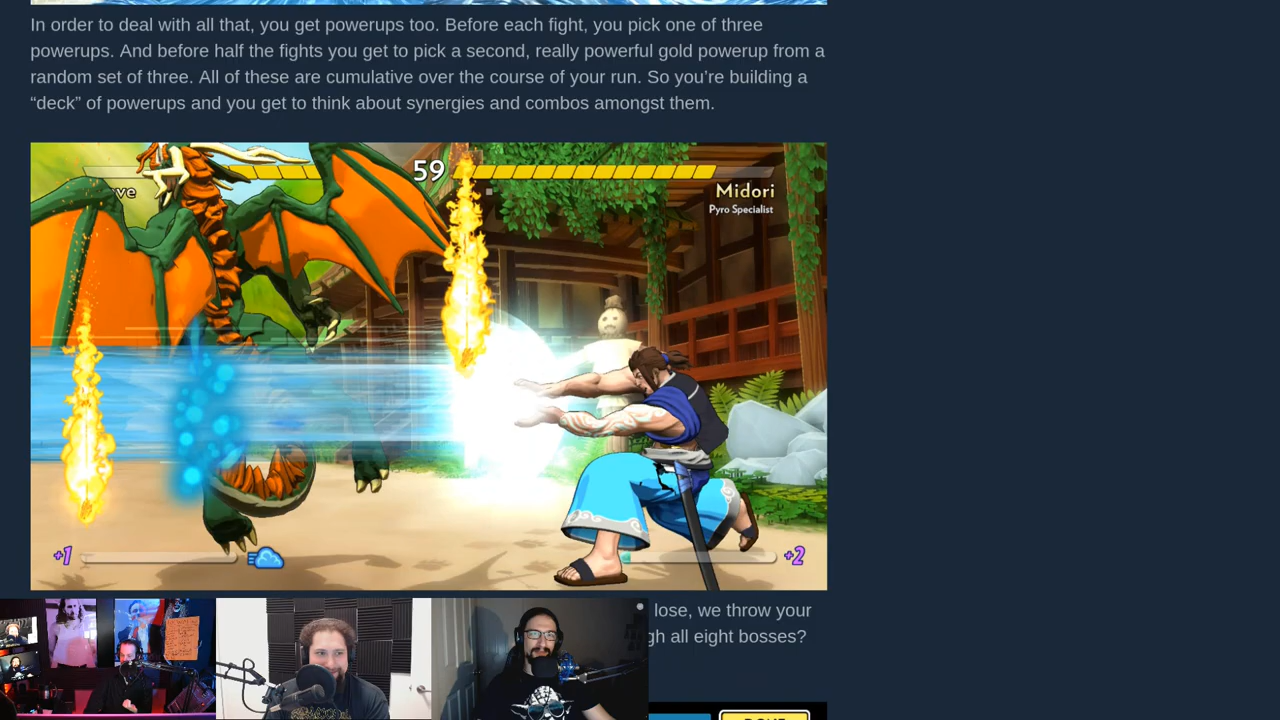 In order to deal with all that, you get powerups too. Before each fight, you pick one of three
powerups. And before half the fights you get to pick a second, really powerful gold powerup from a
random set of three. All of these are cumulative over the course of your run. So you’re building a
“deck” of powerups and you get to think about synergies and combos amongst them.
59
ve
Midori
Pyro Specialist
+1
+2
lose, we throw your
gh all eight bosses?